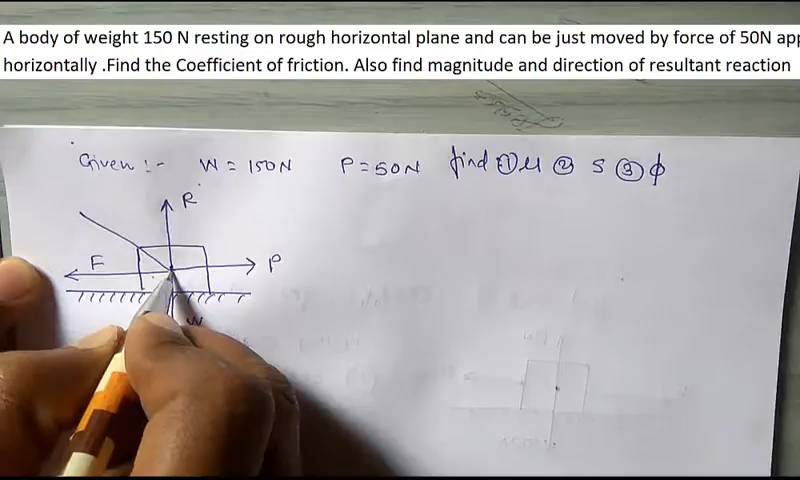 A body of weight 150 N resting on rough horizontal plane and can be just moved by force of 50N app
horizontally .Find the Coefficient of friction. Also find magnitude and direction of resultant reaction
Given :- W = 150N P = 50N find ① μ ② S ③ ϕ
R
F
P
W